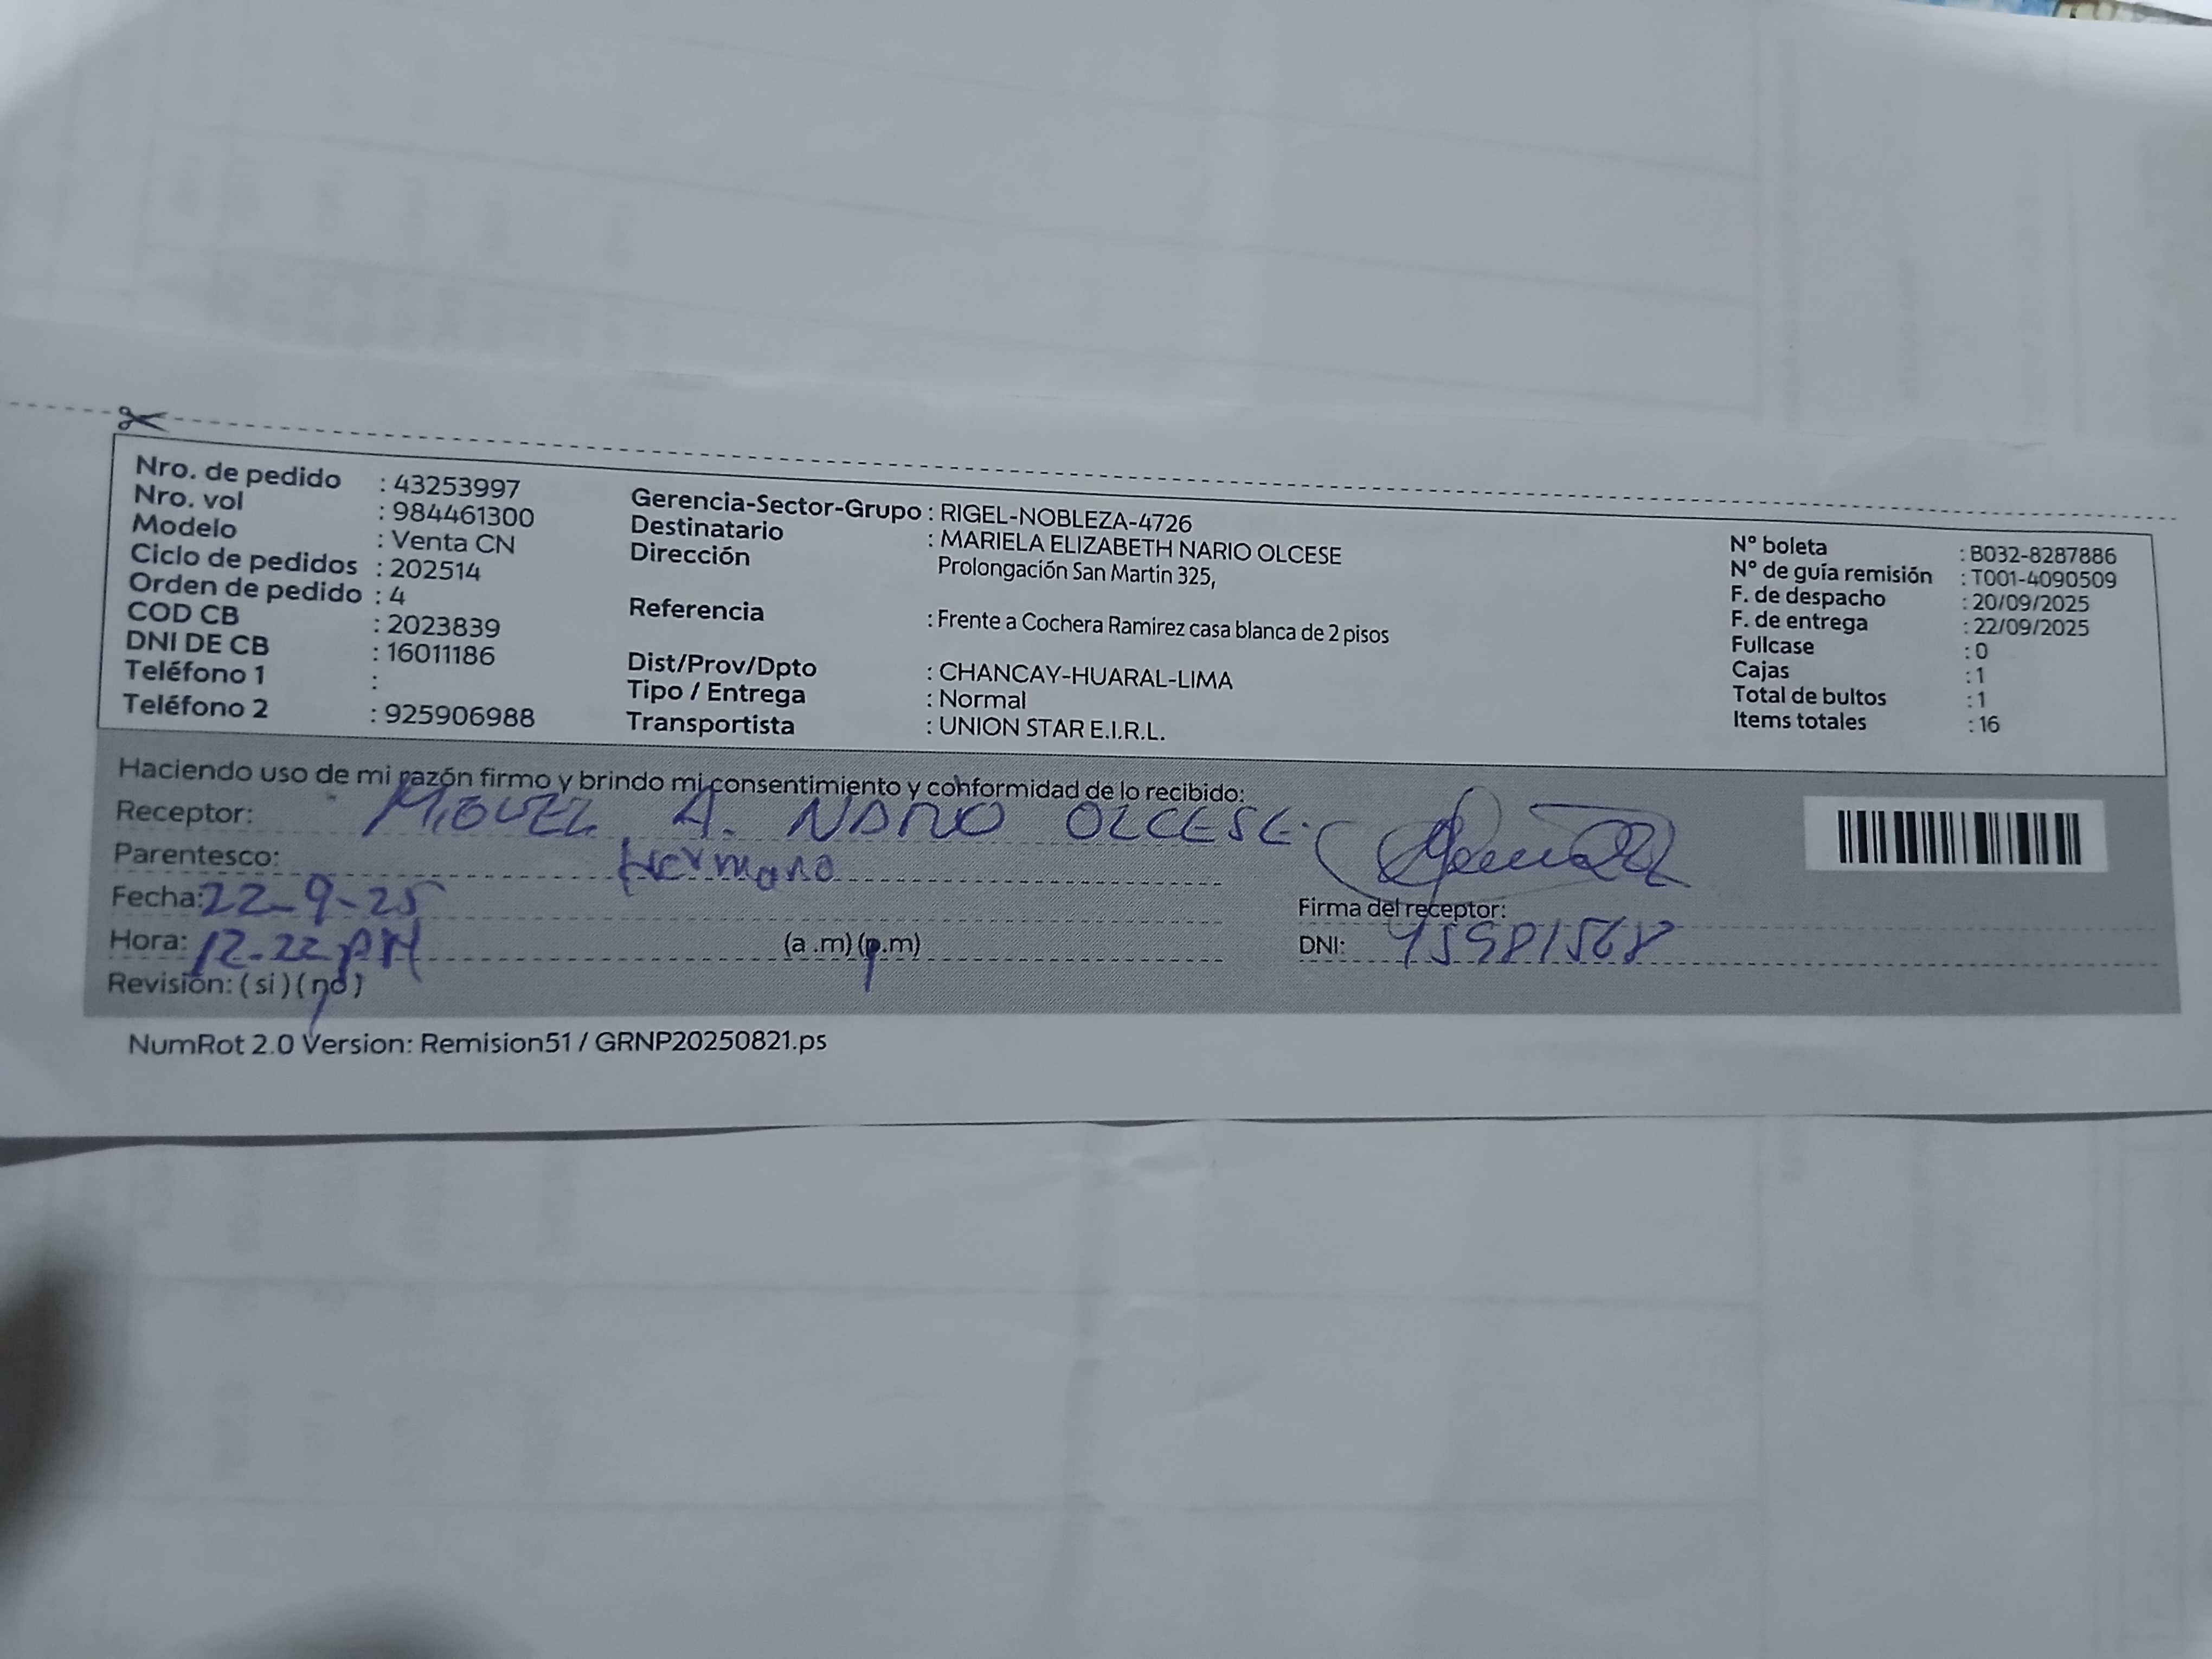 Nro. de pedido : 43253997
Nro. vol : 984461300
Modelo : Venta CN
Ciclo de pedidos : 202514
Orden de pedido : 4
COD CB : 2023839
DNI DE CB : 16011186
Teléfono 1 :
Teléfono 2 : 925906988
Gerencia-Sector-Grupo : RIGEL-NOBLEZA-4726
Destinatario : MARIELA ELIZABETH NARIO OLCESE
Dirección Prolongación San Martin 325,
Referencia : Frente a Cochera Ramirez casa blanca de 2 pisos
Dist/Prov/Dpto : CHANCAY-HUARAL-LIMA
Tipo / Entrega : Normal
Transportista : UNION STAR E.I.R.L.
N° boleta : B032-8287886
N° de guía remisión : T001-4090509
F. de despacho : 20/09/2025
F. de entrega : 22/09/2025
Fullcase : 0
Cajas : 1
Total de bultos : 1
Items totales : 16
Haciendo uso de mi razón firmo y brindo mi consentimiento y conformidad de lo recibido:
Receptor: MIGUEL A. NARIO OLCESE.
Parentesco: Hermano
Fecha: 22-9-25
Hora: 12-22 PM (a .m) (p.m)
Revisión: ( si ) ( no )
Firma del receptor:
DNI:
NumRot 2.0 Version: Remision51 / GRNP20250821.ps